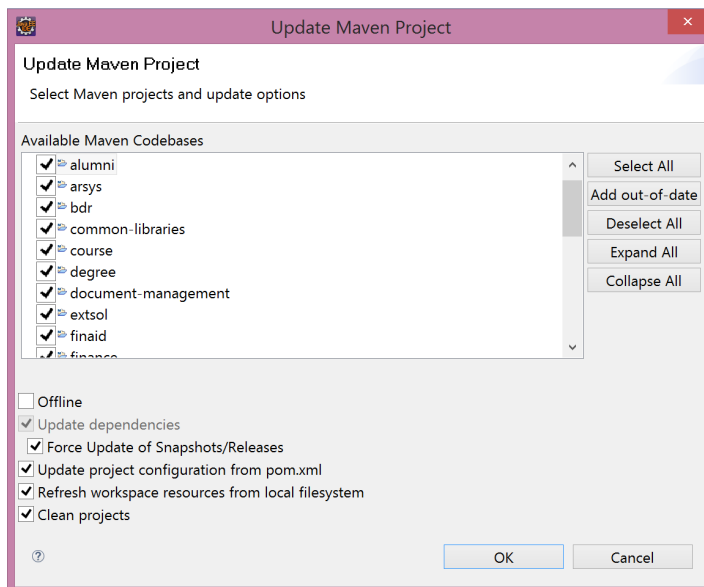 Update Maven Project
Update Maven Project
Select Maven projects and update options
Available Maven Codebases
alumni
arsys
bdr
common-libraries
course
degree
document-management
extsol
finaid
finance
Select All
Add out-of-date
Deselect All
Expand All
Collapse All
Offline
Update dependencies
Force Update of Snapshots/Releases
Update project configuration from pom.xml
Refresh workspace resources from local filesystem
Clean projects
OK
Cancel